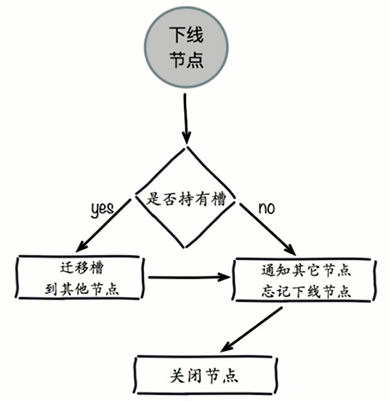 下线
节点
是否持有槽
yes
no
迁移槽
到其他节点
通知其它节点
忘记下线节点
关闭节点